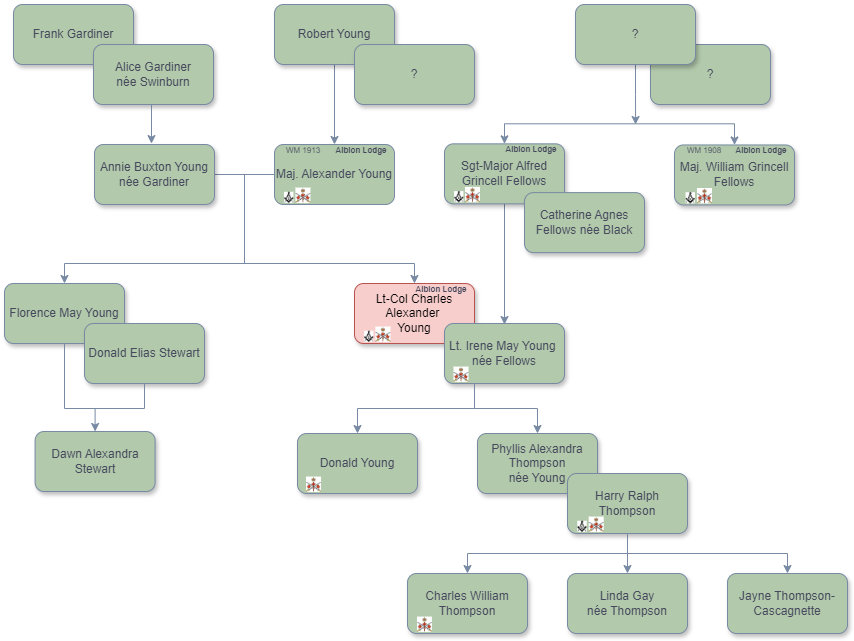 Frank Gardiner
Alice Gardiner
née Swinburn
Robert Young
?
?
?
Annie Buxton Young
née Gardiner
WM 1913 Albion Lodge
Maj. Alexander Young
Albion Lodge
Sgt-Major Alfred
Grincell Fellows
Catherine Agnes
Fellows née Black
WM 1908 Albion Lodge
Maj. William Grincell
Fellows
Florence May Young
Donald Elias Stewart
Albion Lodge
Lt-Col Charles
Alexander
Young
Lt. Irene May Young
née Fellows
Dawn Alexandra
Stewart
Donald Young
Phyllis Alexandra
Thompson
née Young
Harry Ralph
Thompson
Charles William
Thompson
Linda Gay
née Thompson
Jayne Thompson-
Cascagnette